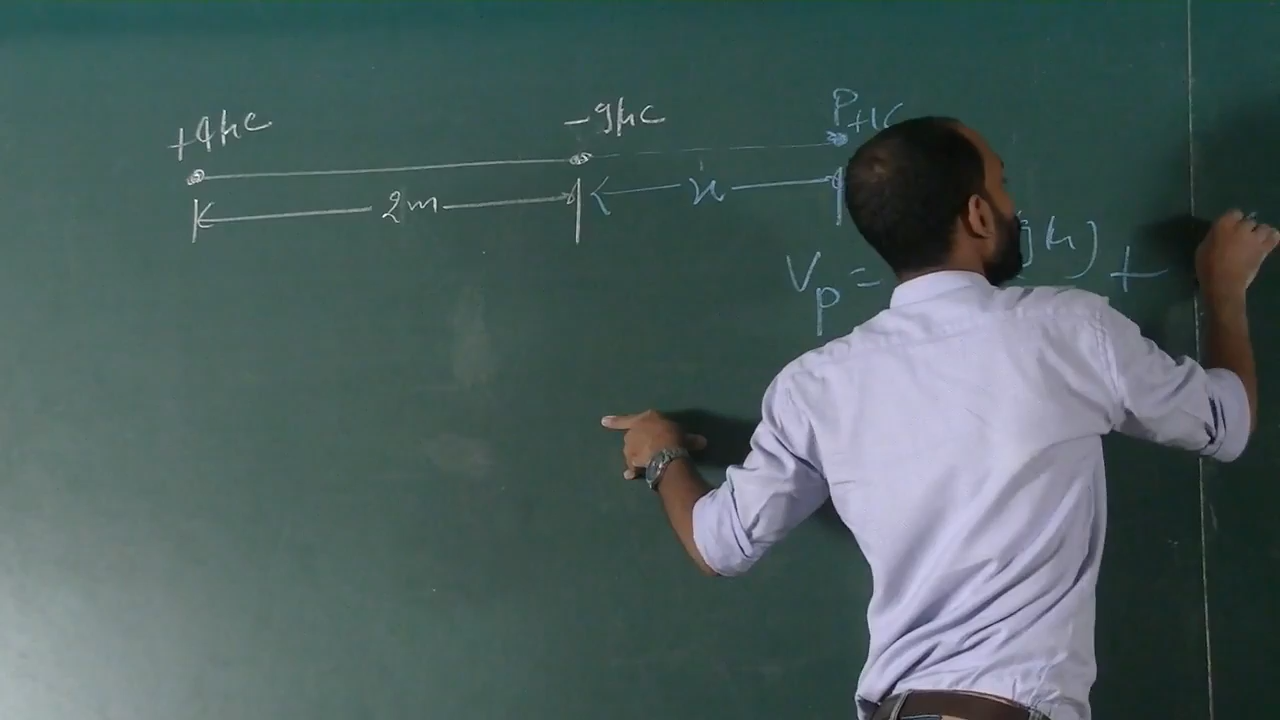 +4μc -9μc P+1C
2m x
Vp = μ) +